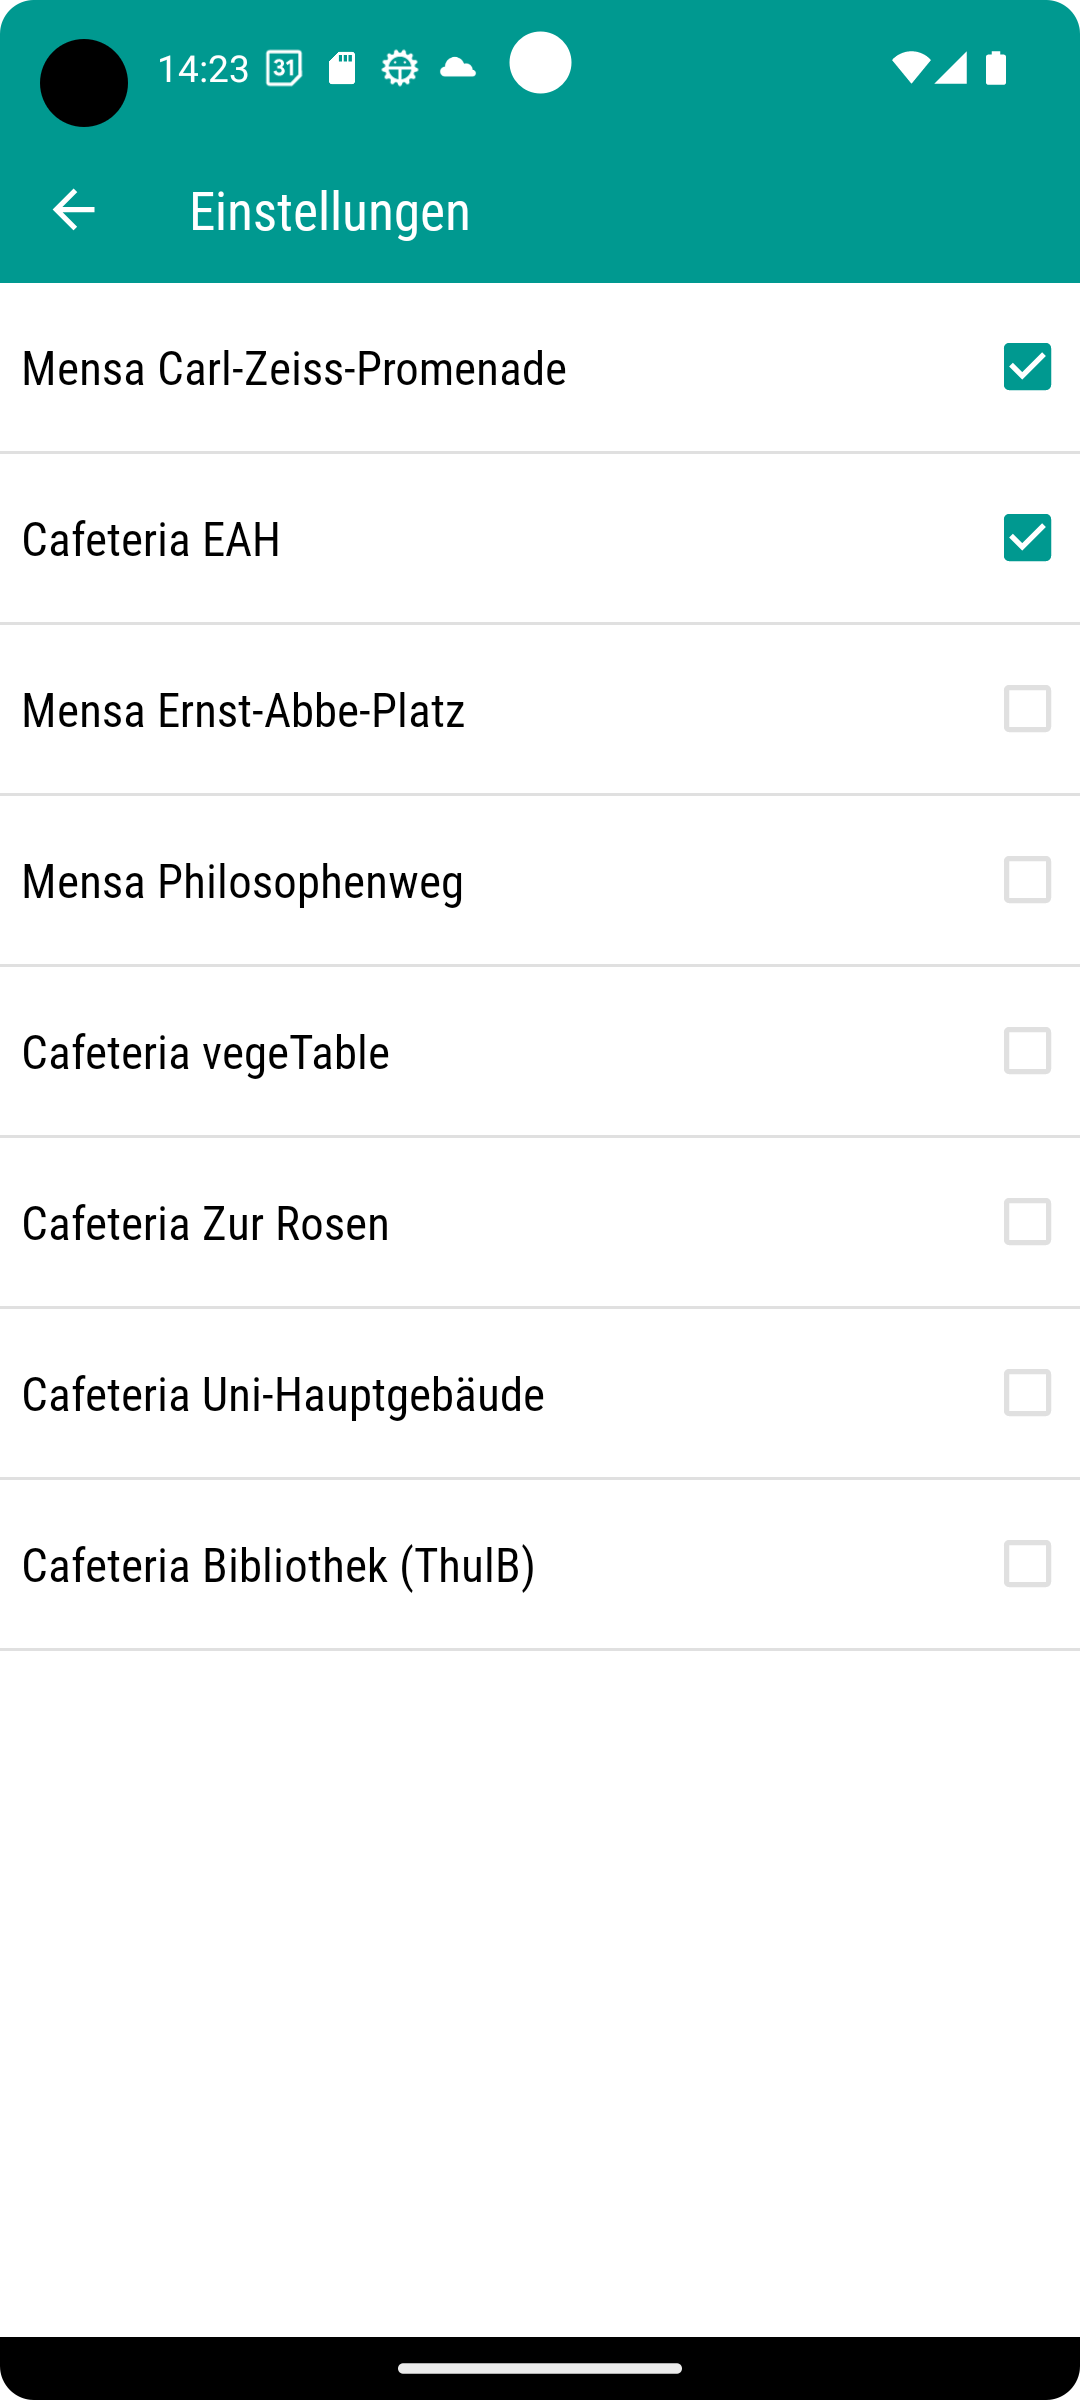 14:23 31
Einstellungen
Mensa Carl-Zeiss-Promenade
Cafeteria EAH
Mensa Ernst-Abbe-Platz
Mensa Philosophenweg
Cafeteria vegeTable
Cafeteria Zur Rosen
Cafeteria Uni-Hauptgebäude
Cafeteria Bibliothek (ThulB)